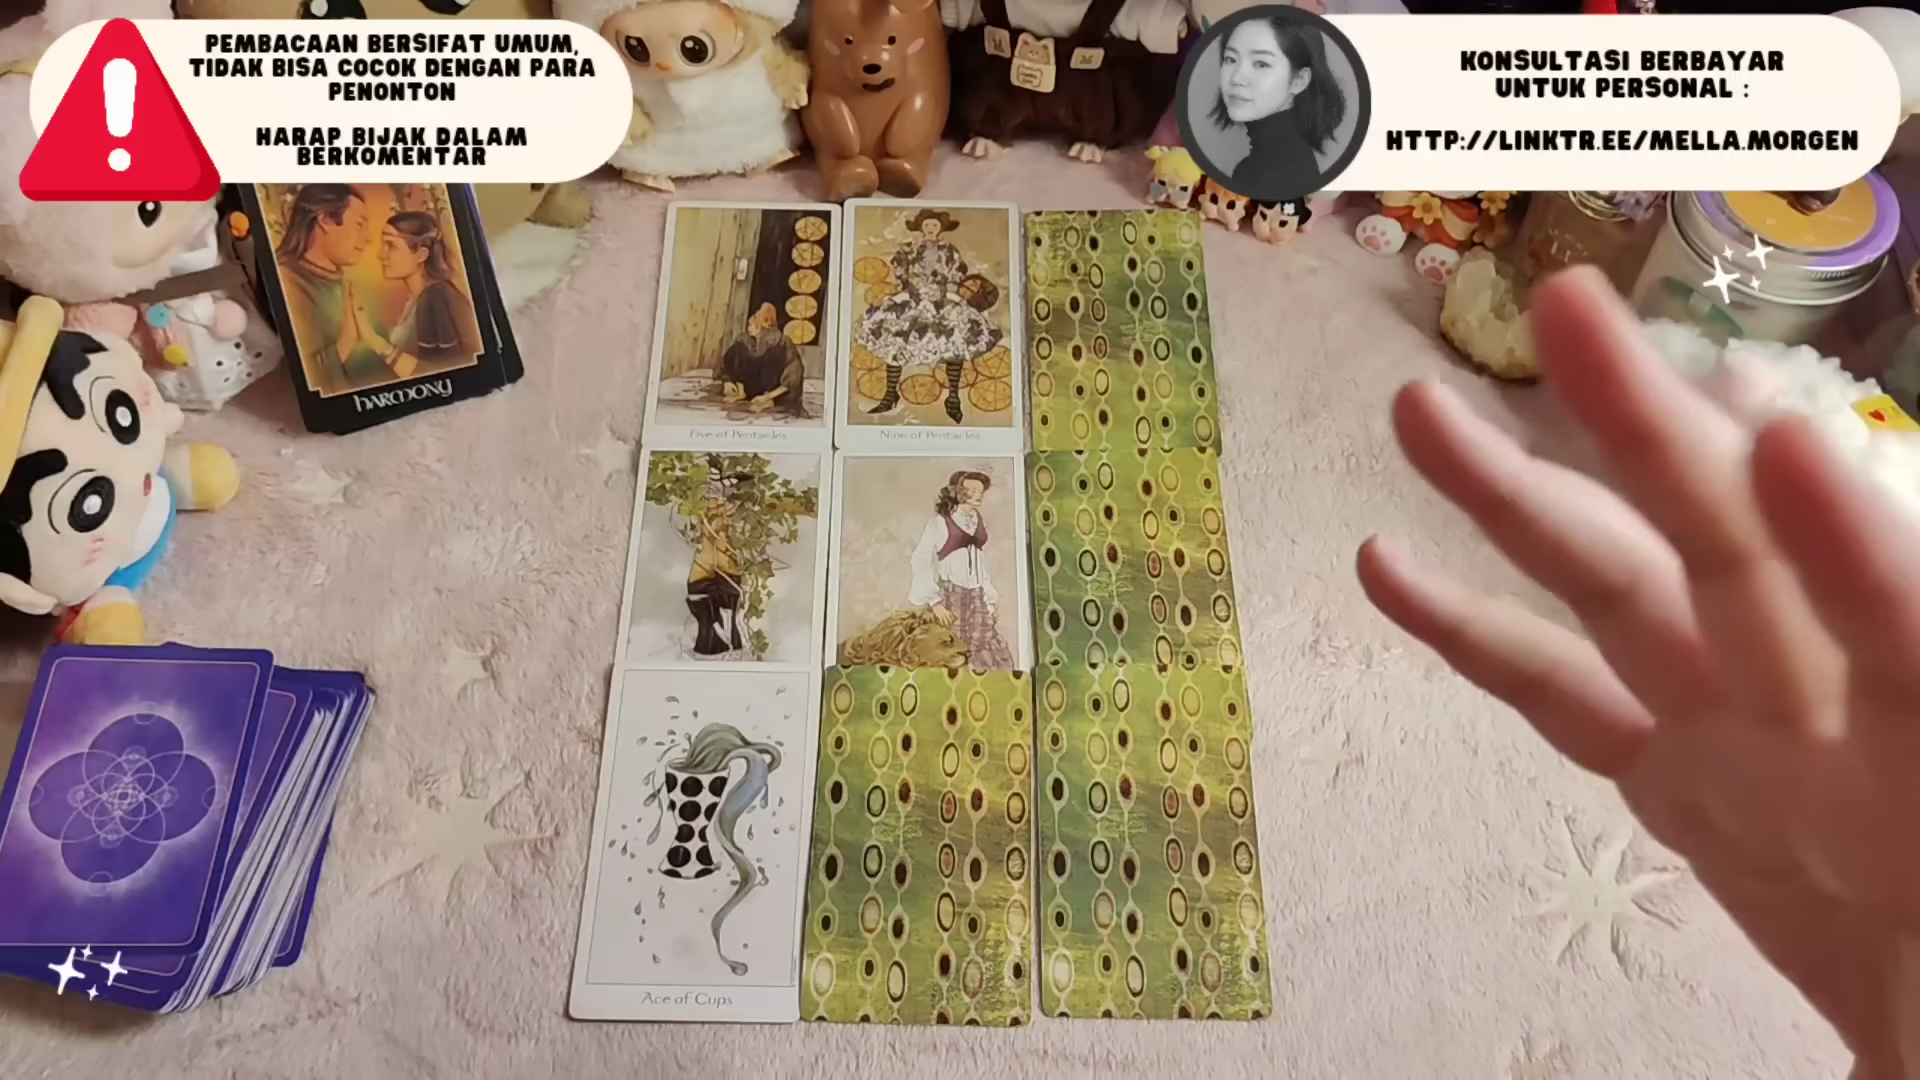 PEMBACAAN BERSIFAT UMUM,
TIDAK BISA COCOK DENGAN PARA
PENONTON
HARAP BIJAK DALAM
BERKOMENTAR
KONSULTASI BERBAYAR
UNTUK PERSONAL :
HTTP://LINKTR.EE/MELLA.MORGEN
HARMONY
Five of Pentacles
Nine of Pentacles
Ace of Cups
M
M